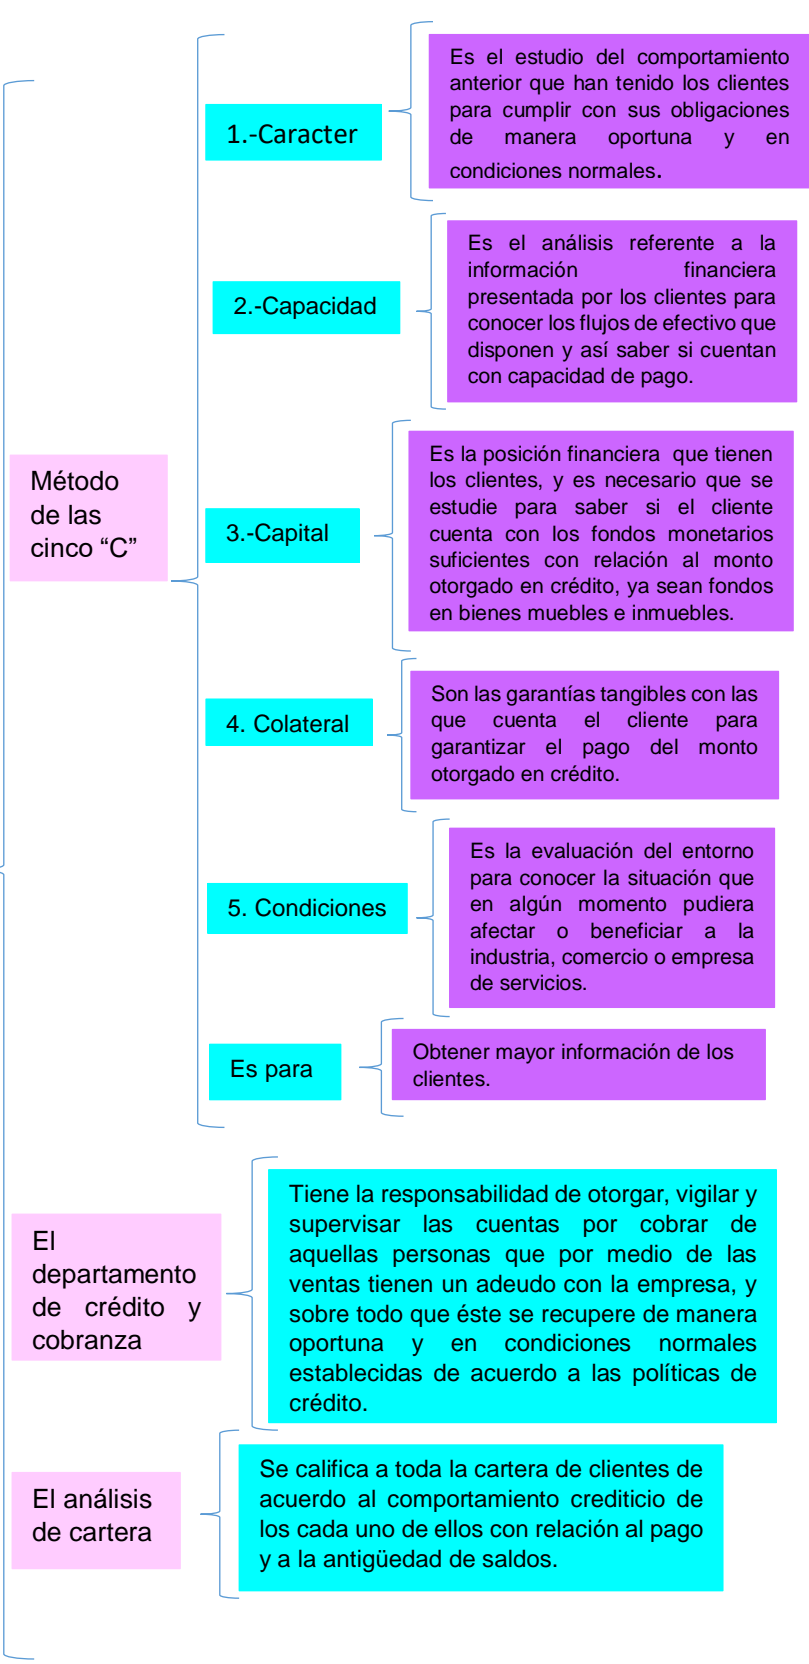 Método
de las
cinco “C”
1.-Caracter
Es el estudio del comportamiento
anterior que han tenido los clientes
para cumplir con sus obligaciones
de manera oportuna y en
condiciones normales.
2.-Capacidad
Es el análisis referente a la
información financiera
presentada por los clientes para
conocer los flujos de efectivo que
disponen y así saber si cuentan
con capacidad de pago.
3.-Capital
Es la posición financiera que tienen
los clientes, y es necesario que se
estudie para saber si el cliente
cuenta con los fondos monetarios
suficientes con relación al monto
otorgado en crédito, ya sean fondos
en bienes muebles e inmuebles.
4. Colateral
Son las garantías tangibles con las
que cuenta el cliente para
garantizar el pago del monto
otorgado en crédito.
5. Condiciones
Es la evaluación del entorno
para conocer la situación que
en algún momento pudiera
afectar o beneficiar a la
industria, comercio o empresa
de servicios.
Es para
Obtener mayor información de los
clientes.
El
departamento
de crédito y
cobranza
Tiene la responsabilidad de otorgar, vigilar y
supervisar las cuentas por cobrar de
aquellas personas que por medio de las
ventas tienen un adeudo con la empresa, y
sobre todo que éste se recupere de manera
oportuna y en condiciones normales
establecidas de acuerdo a las políticas de
crédito.
El análisis
de cartera
Se califica a toda la cartera de clientes de
acuerdo al comportamiento crediticio de
los cada uno de ellos con relación al pago
y a la antigüedad de saldos.